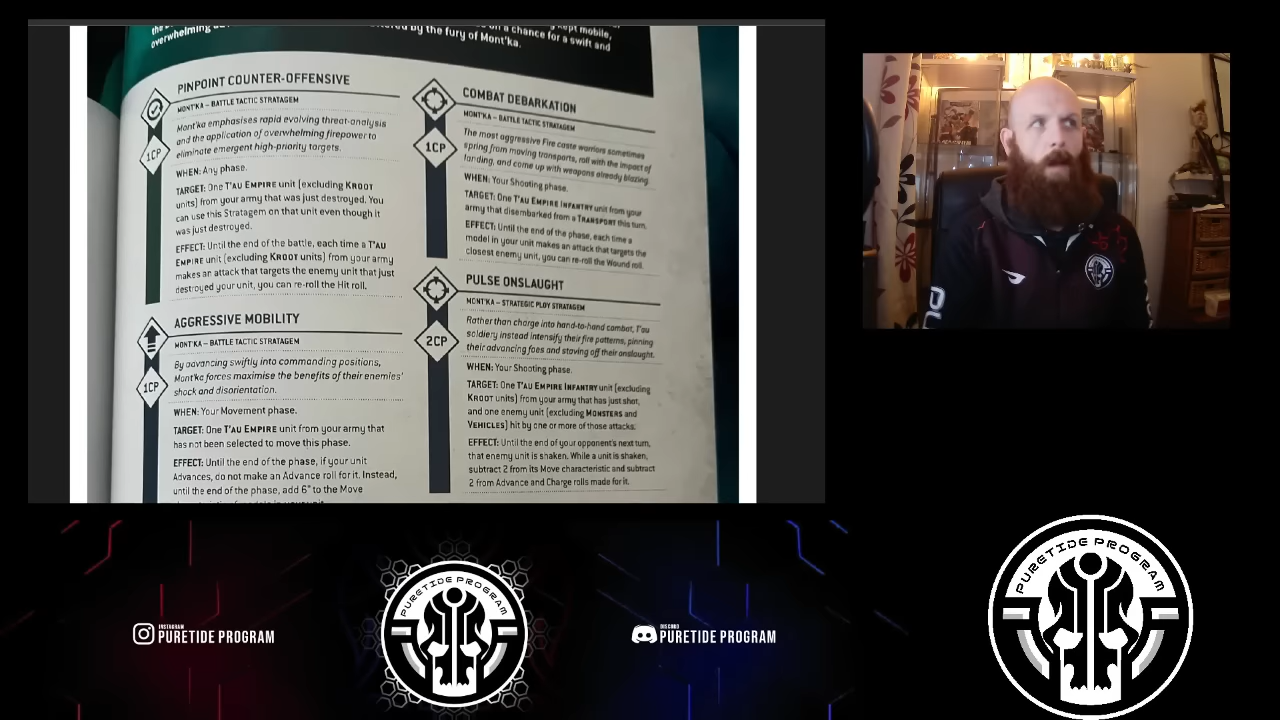 overwhelming
by the fury of Mont'ka.
on a chance for a swift and
kept mobile,
PINPOINT COUNTER-OFFENSIVE
MONT'KA – BATTLE TACTIC STRATAGEM
Mont'ka emphasises rapid evolving threat-analysis
and the application of overwhelming firepower to
eliminate emergent high-priority targets.
1CP
WHEN: Any phase.
TARGET: One T'AU EMPIRE unit (excluding KROOT
units) from your army that was just destroyed. You
can use this Stratagem on that unit even though it
was just destroyed.
EFFECT: Until the end of the battle, each time a T'AU
EMPIRE unit (excluding KROOT units) from your army
makes an attack that targets the enemy unit that just
destroyed your unit, you can re-roll the Hit roll.
AGGRESSIVE MOBILITY
MONT'KA – BATTLE TACTIC STRATAGEM
By advancing swiftly into commanding positions,
Mont'ka forces maximise the benefits of their enemies'
shock and disorientation.
1CP
WHEN: Your Movement phase.
TARGET: One T'AU EMPIRE unit from your army that
has not been selected to move this phase.
EFFECT: Until the end of the phase, if your unit
Advances, do not make an Advance roll for it. Instead,
until the end of the phase, add 6" to the Move
COMBAT DEBARKATION
MONT'KA – BATTLE TACTIC STRATAGEM
The most aggressive Fire caste warriors sometimes
spring from moving transports, roll with the impact of
landing, and come up with weapons already blazing.
1CP
WHEN: Your Shooting phase.
TARGET: One T'AU EMPIRE INFANTRY unit from your
army that disembarked from a TRANSPORT this turn.
EFFECT: Until the end of the phase, each time a
model in your unit makes an attack that targets the
closest enemy unit, you can re-roll the Wound roll.
PULSE ONSLAUGHT
MONT'KA – STRATEGIC PLOY STRATAGEM
Rather than charge into hand-to-hand combat, T'au
soldiery instead intensify their fire patterns, pinning
their advancing foes and staving off their onslaught.
2CP
WHEN: Your Shooting phase.
TARGET: One T'AU EMPIRE INFANTRY unit (excluding
KROOT units) from your army that has just shot,
and one enemy unit (excluding MONSTERS and
VEHICLES) hit by one or more of those attacks.
EFFECT: Until the end of your opponent's next turn,
that enemy unit is shaken. While a unit is shaken,
subtract 2 from its Move characteristic and subtract
2 from Advance and Charge rolls made for it.
INSTAGRAM
PURETIDE PROGRAM
PURETIDE PROGRAM
DISCORD
PURETIDE PROGRAM
PURETIDE PROGRAM